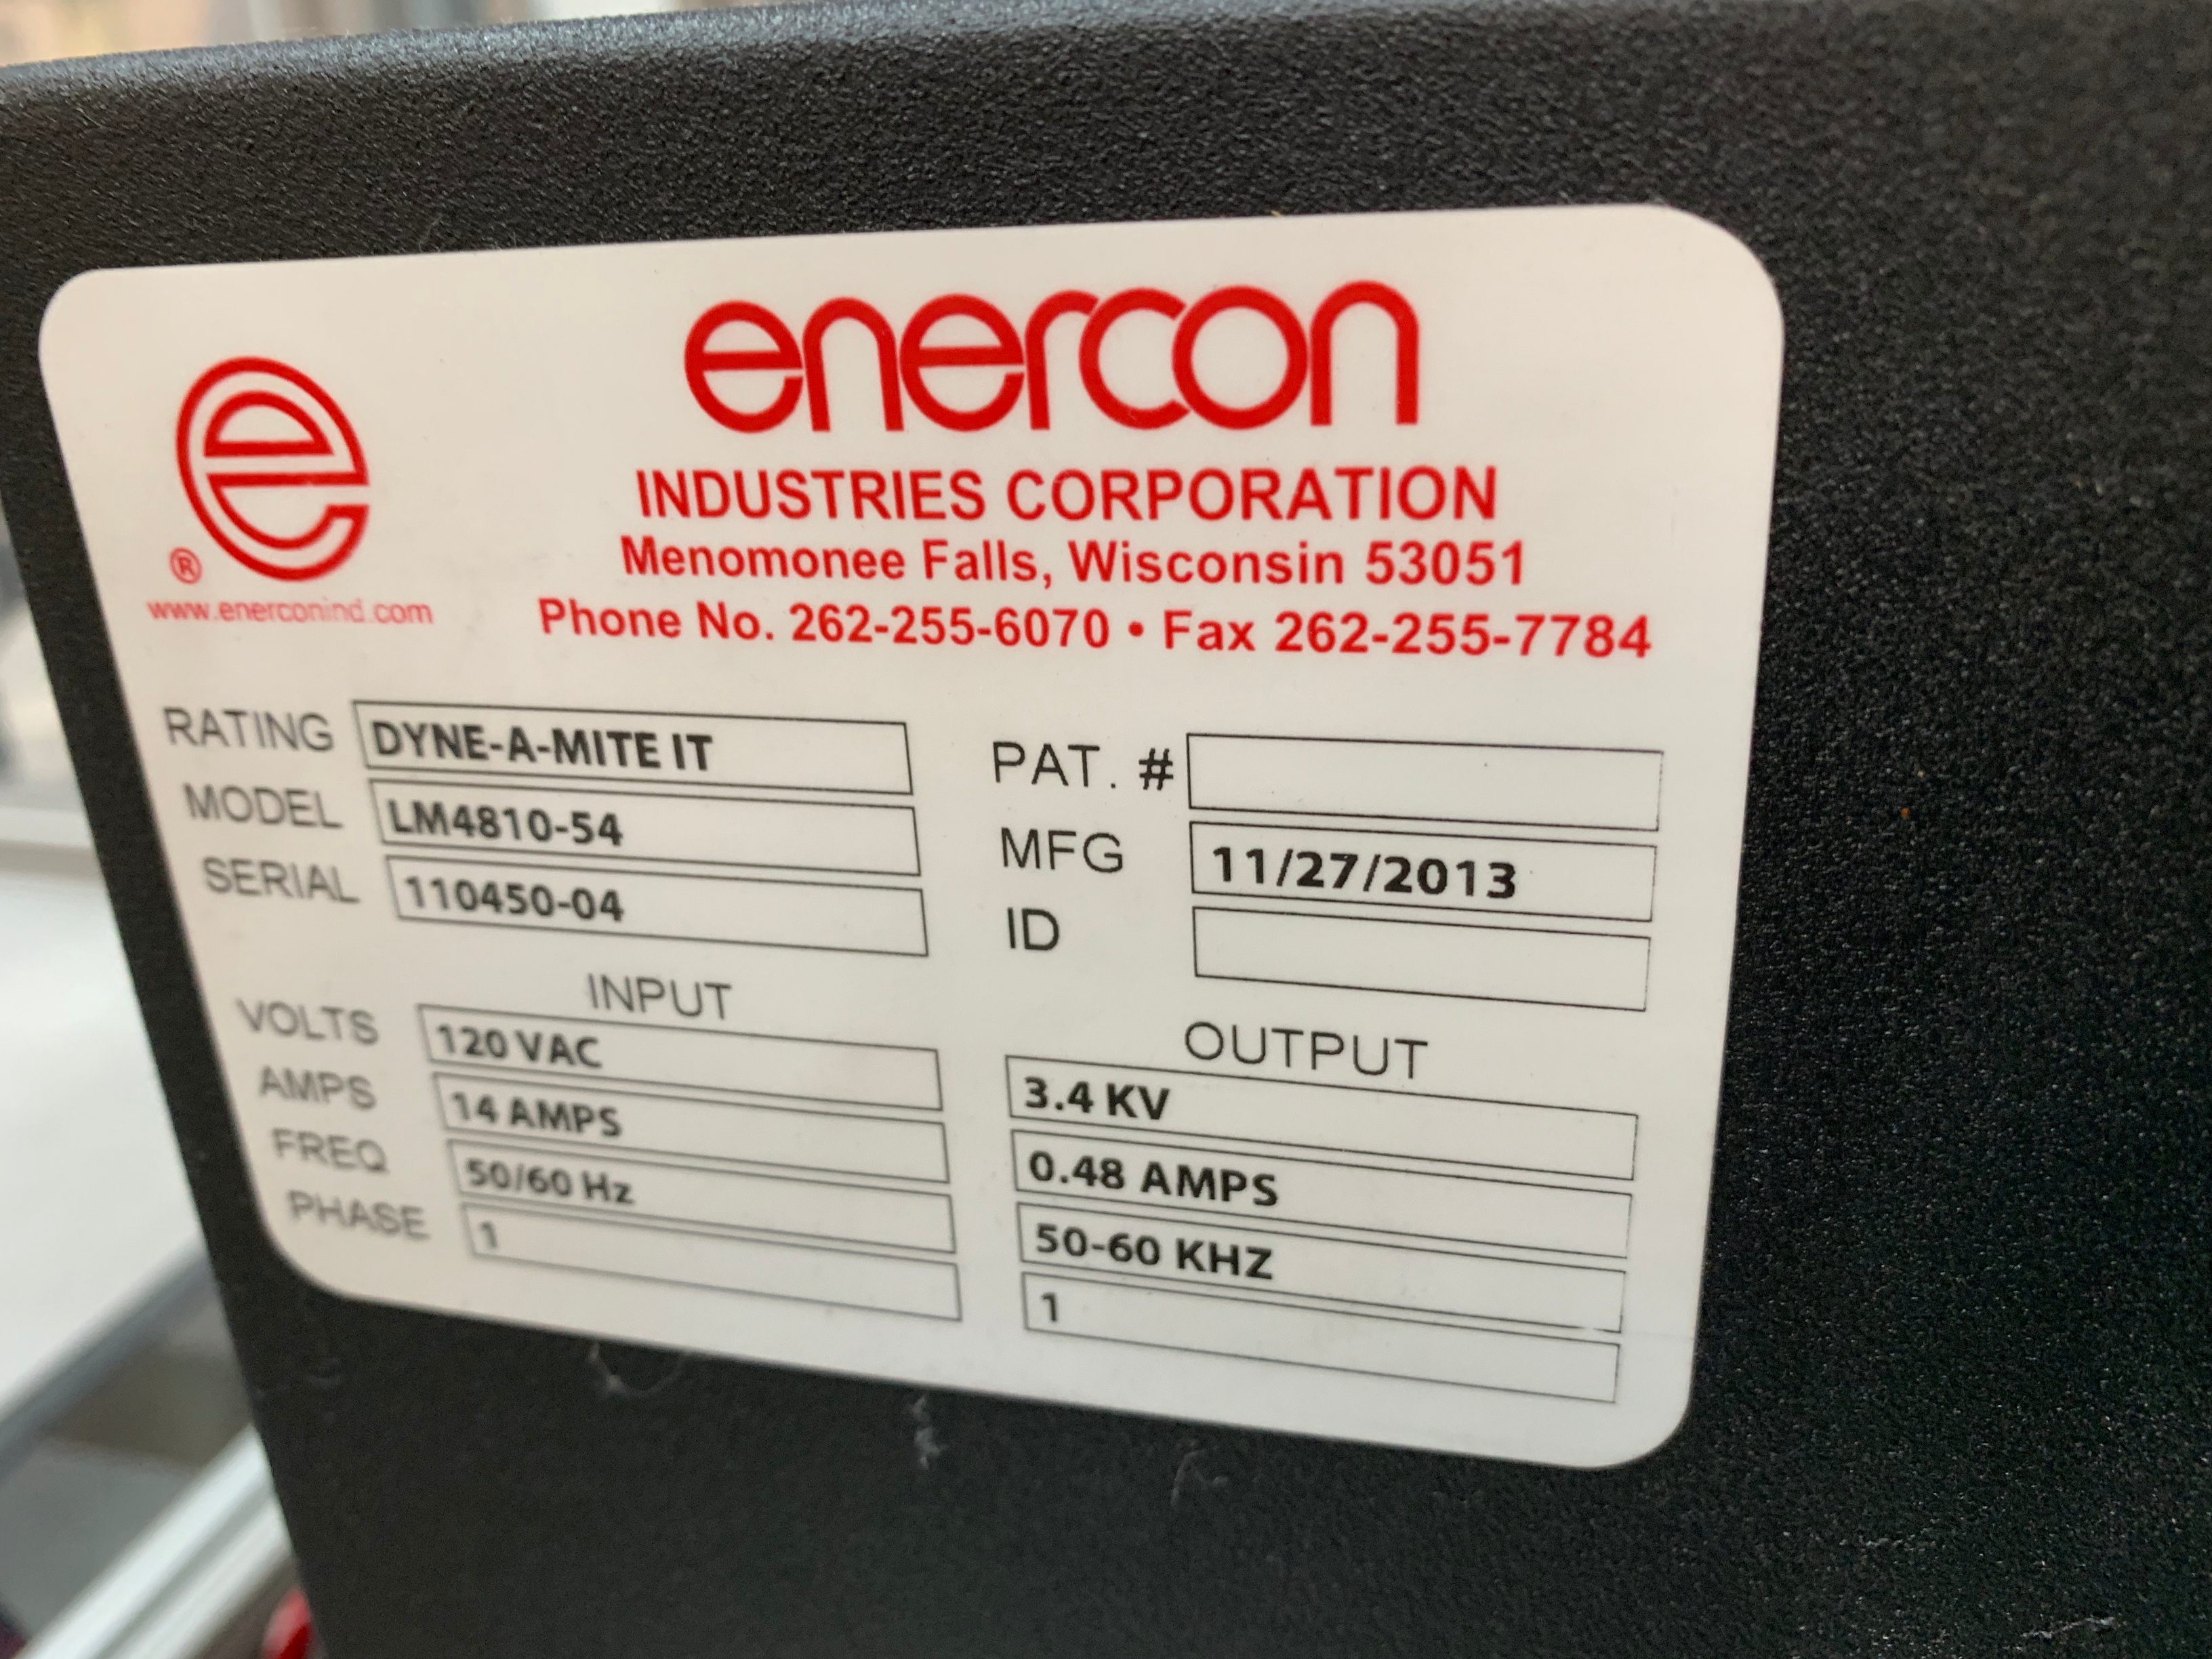 enercon
INDUSTRIES CORPORATION
Menomonee Falls, Wisconsin 53051
Phone No. 262-255-6070 • Fax 262-255-7784
e
®
www.enerconind.com
RATING DYNE-A-MITE IT
MODEL LM4810-54
SERIAL 110450-04
PAT. #
MFG 11/27/2013
ID
INPUT
VOLTS 120 VAC
AMPS 14 AMPS
FREQ 50/60 Hz
PHASE 1
OUTPUT
3.4 KV
0.48 AMPS
50-60 KHZ
1